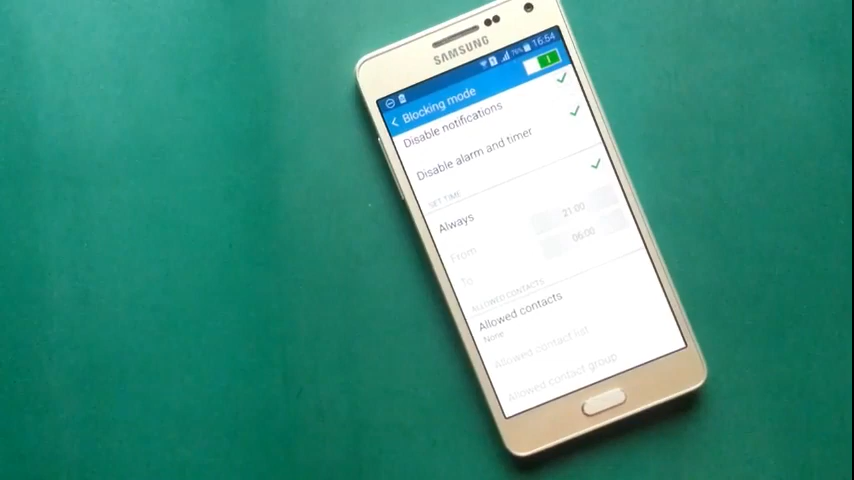 SAMSUNG
76% 16:54
Blocking mode
Disable notifications
Disable alarm and timer
SET TIME
Always
From 21:00
To 06:00
ALLOWED CONTACTS
Allowed contacts
None
Allowed contact list
Allowed contact group